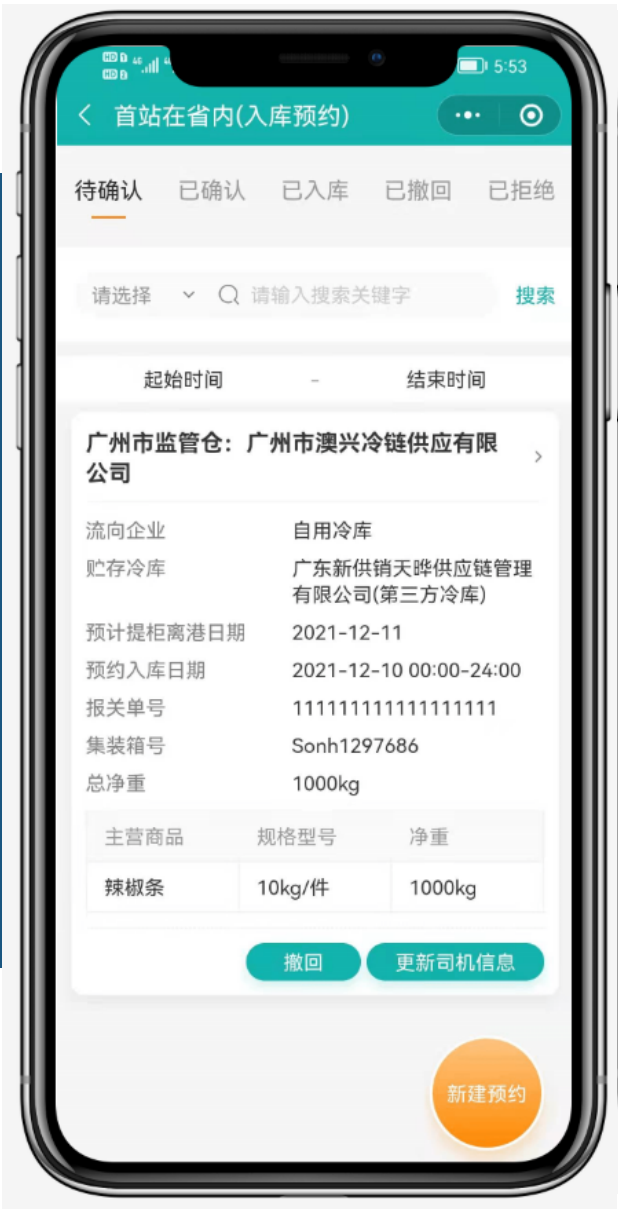 5:53
首站在省内(入库预约)
待确认 已确认 已入库 已撤回 已拒绝
请选择 请输入搜索关键字 搜索
起始时间 - 结束时间
广州市监管仓：广州市澳兴冷链供应有限
公司
流向企业 自用冷库
贮存冷库 广东新供销天晔供应链管理
有限公司(第三方冷库)
预计提柜离港日期 2021-12-11
预约入库日期 2021-12-10 00:00-24:00
报关单号 111111111111111111
集装箱号 Sonh1297686
总净重 1000kg
主营商品 规格型号 净重
辣椒条 10kg/件 1000kg
撤回 更新司机信息
新建预约